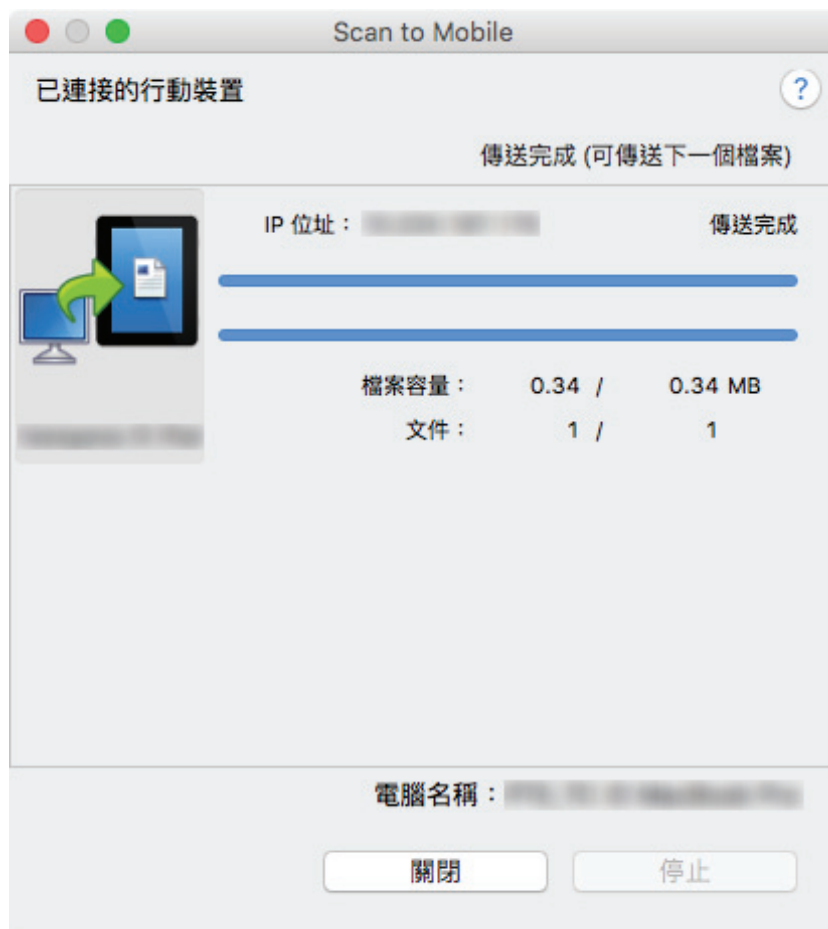 Scan to Mobile
已連接的行動裝置
?
傳送完成 (可傳送下一個檔案)
IP 位址：
傳送完成
檔案容量： 0.34 / 0.34 MB
文件： 1 / 1
電腦名稱：
關閉
停止